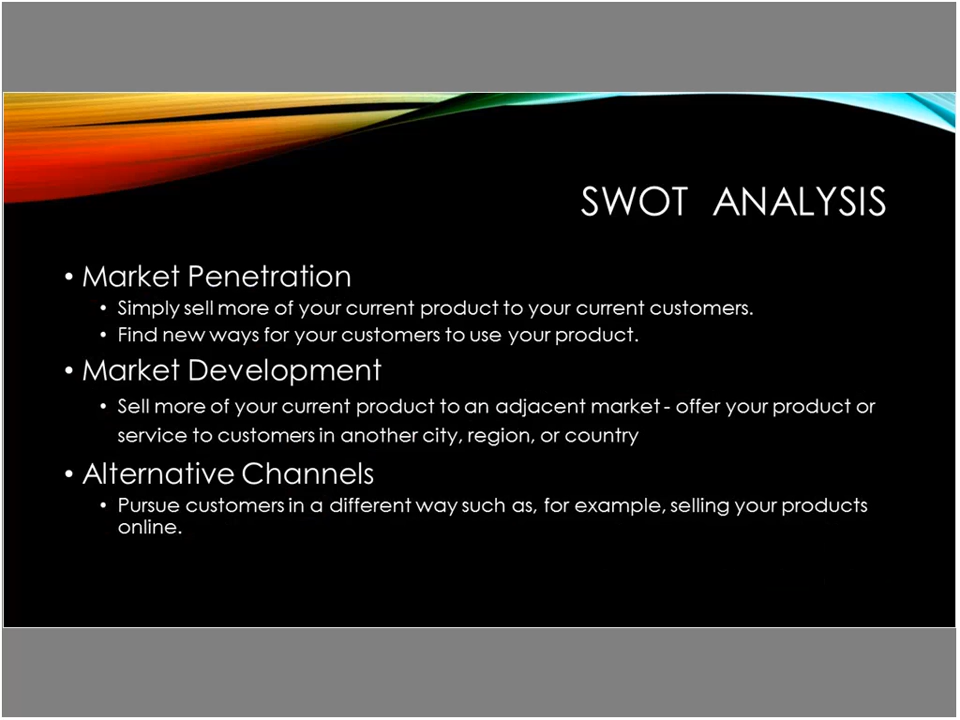 SWOT ANALYSIS
• Market Penetration
• Simply sell more of your current product to your current customers.
• Find new ways for your customers to use your product.
• Market Development
• Sell more of your current product to an adjacent market - offer your product or
service to customers in another city, region, or country
• Alternative Channels
• Pursue customers in a different way such as, for example, selling your products
online.